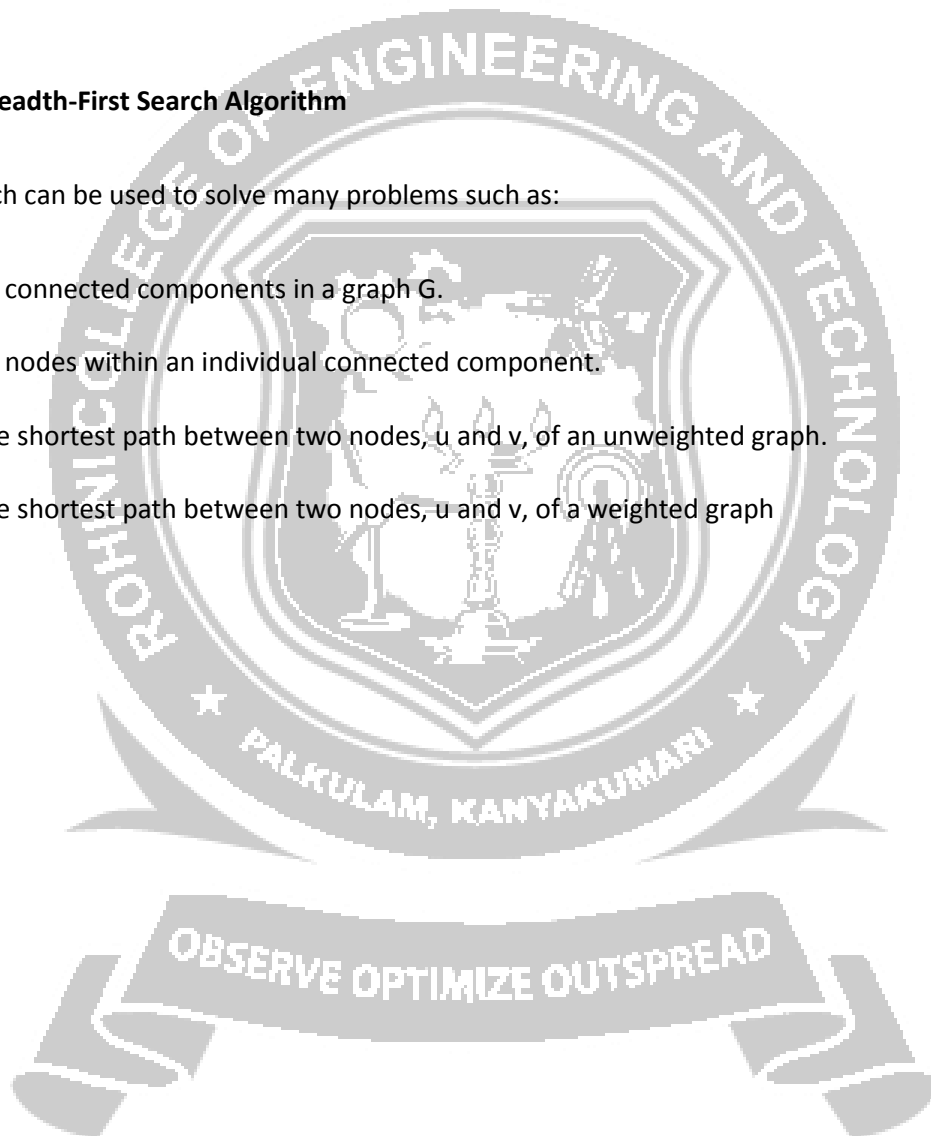 eadth-First Search Algorithm
ch can be used to solve many problems such as:
connected components in a graph G.
nodes within an individual connected component.
e shortest path between two nodes, u and v, of an unweighted graph.
e shortest path between two nodes, u and v, of a weighted graph
ROHINI COLLEGE OF ENGINEERING AND TECHNOLOGY
PALKULAM, KANYAKUMARI
OBSERVE OPTIMIZE OUTSPREAD